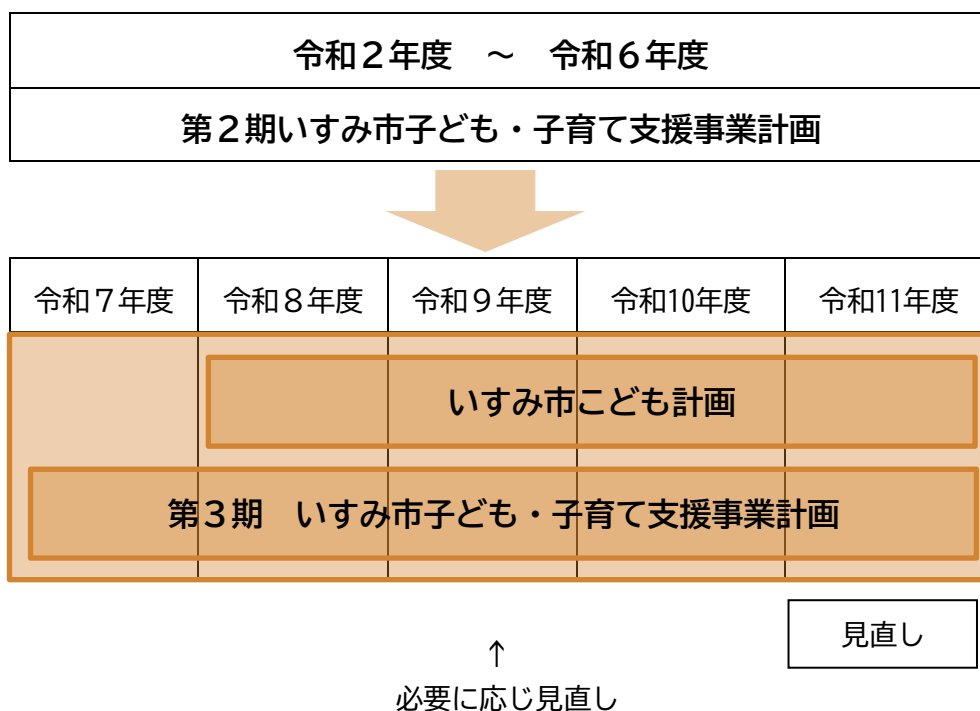 令和２年度　～　令和６年度
第２期いすみ市子ども・子育て支援事業計画
令和７年度
令和８年度
令和９年度
令和10年度
令和11年度
いすみ市こども計画
第３期　いすみ市子ども・子育て支援事業計画
見直し
↑
必要に応じ見直し